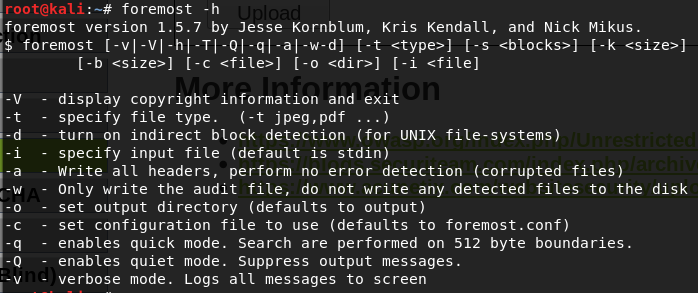 root@kali:~# foremost -h
foremost version 1.5.7 by Jesse Kornblum, Kris Kendall, and Nick Mikus.
$ foremost [-v|-V|-h|-T|-Q|-q|-a|-w-d] [-t <type>] [-s <blocks>] [-k <size>]
[-b <size>] [-c <file>] [-o <dir>] [-i <file]
-V - display copyright information and exit
-t - specify file type. (-t jpeg,pdf ...)
-d - turn on indirect block detection (for UNIX file-systems)
-i - specify input file (default is stdin)
-a - Write all headers, perform no error detection (corrupted files)
-w - Only write the audit file, do not write any detected files to the disk
-o - set output directory (defaults to output)
-c - set configuration file to use (defaults to foremost.conf)
-q - enables quick mode. Search are performed on 512 byte boundaries.
-Q - enables quiet mode. Suppress output messages.
-v - verbose mode. Logs all messages to screen
Upload
More Information
Blind)